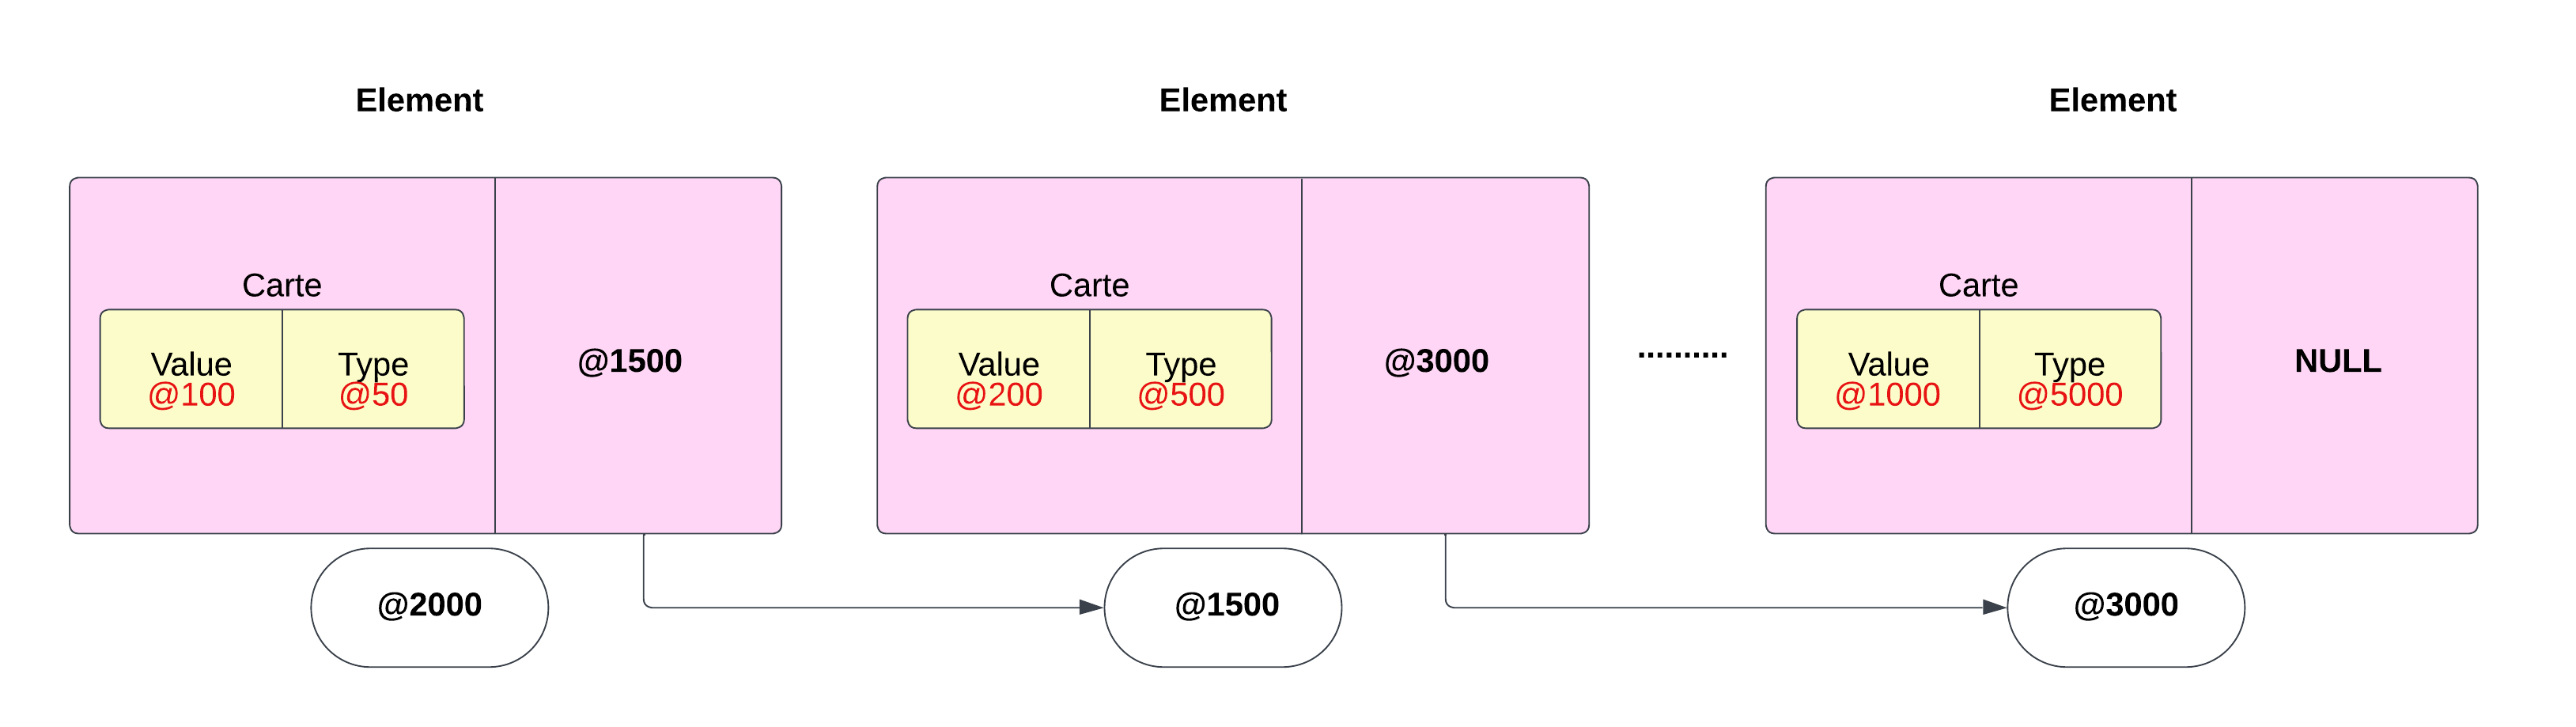 Element
Element
Element
Carte
Value
@100
Type
@50
@1500
Carte
Value
@200
Type
@500
@3000
..........
Carte
Value
@1000
Type
@5000
NULL
@2000
@1500
@3000